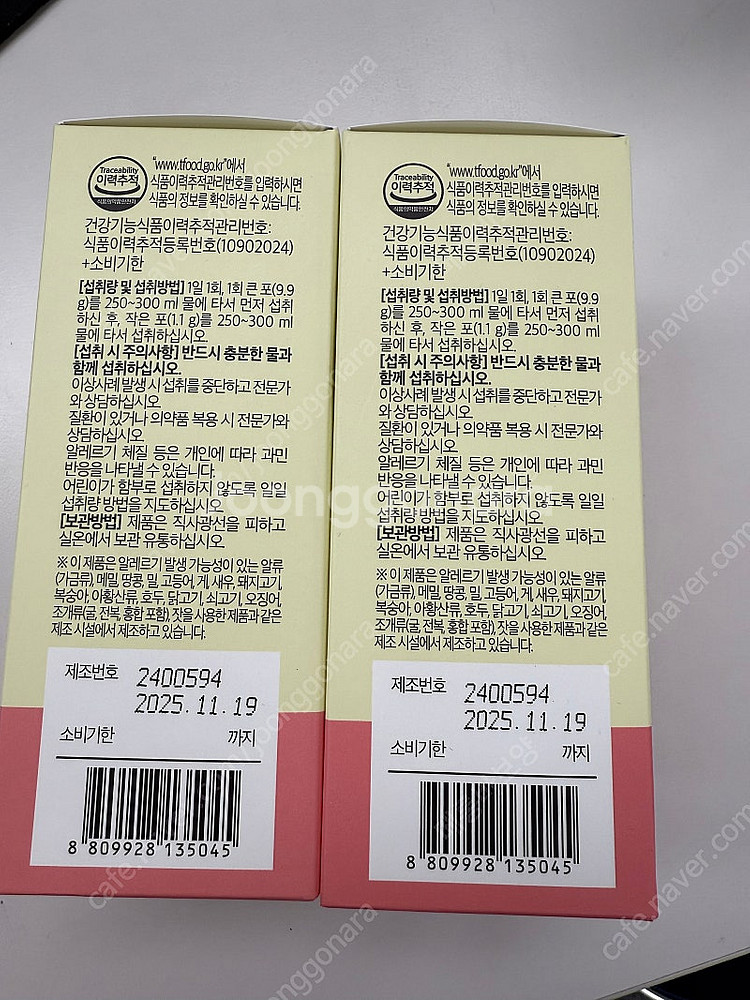 Traceability
이력추적
식품의약품안전처
"www.tfood.go.kr"에서
식품이력추적관리번호를 입력하시면
식품의 정보를 확인하실 수 있습니다.
건강기능식품이력추적관리번호:
식품이력추적등록번호(10902024)
+소비기한
[섭취량 및 섭취방법] 1일 1회, 1회 큰 포(9.9
g)를 250~300 ml 물에 타서 먼저 섭취
하신 후, 작은 포(1.1 g)를 250~300 ml
물에 타서 섭취하십시오.
[섭취 시 주의사항] 반드시 충분한 물과
함께 섭취하십시오.
이상사례 발생 시 섭취를 중단하고 전문가
와 상담하십시오.
질환이 있거나 의약품 복용 시 전문가와
상담하십시오.
알레르기 체질 등은 개인에 따라 과민
반응을 나타낼 수 있습니다.
어린이가 함부로 섭취하지 않도록 일일
섭취량 방법을 지도하십시오.
[보관방법] 제품은 직사광선을 피하고
실온에서 보관 유통하십시오.
※ 이 제품은 알레르기 발생 가능성이 있는 알류
(가금류), 메밀, 땅콩, 밀, 고등어, 게, 새우, 돼지고기,
복숭아, 아황산류, 호두, 닭고기, 쇠고기, 오징어,
조개류(굴, 전복, 홍합 포함), 잣을 사용한 제품과 같은
제조 시설에서 제조하고 있습니다.
제조번호 2400594
2025.11.19
소비기한 까지
8 809928 135045
Traceability
이력추적
식품의약품안전처
"www.tfood.go.kr"에서
식품이력추적관리번호를 입력하시면
식품의 정보를 확인하실 수 있습니다.
건강기능식품이력추적관리번호:
식품이력추적등록번호(10902024)
+소비기한
[섭취량 및 섭취방법] 1일 1회, 1회 큰 포(9.9
g)를 250~300 ml 물에 타서 먼저 섭취
하신 후, 작은 포(1.1 g)를 250~300 ml
물에 타서 섭취하십시오.
[섭취 시 주의사항] 반드시 충분한 물과
함께 섭취하십시오.
이상사례 발생 시 섭취를 중단하고 전문가
와 상담하십시오.
질환이 있거나 의약품 복용 시 전문가와
상담하십시오.
알레르기 체질 등은 개인에 따라 과민
반응을 나타낼 수 있습니다.
어린이가 함부로 섭취하지 않도록 일일
섭취량 방법을 지도하십시오.
[보관방법] 제품은 직사광선을 피하고
실온에서 보관 유통하십시오.
※ 이 제품은 알레르기 발생 가능성이 있는 알류
(가금류), 메밀, 땅콩, 밀, 고등어, 게, 새우, 돼지고기,
복숭아, 아황산류, 호두, 닭고기, 쇠고기, 오징어,
조개류(굴, 전복, 홍합 포함), 잣을 사용한 제품과 같은
제조 시설에서 제조하고 있습니다.
제조번호 2400594
2025.11.19
소비기한 까지
8 809928 135045
cafe.naver.com